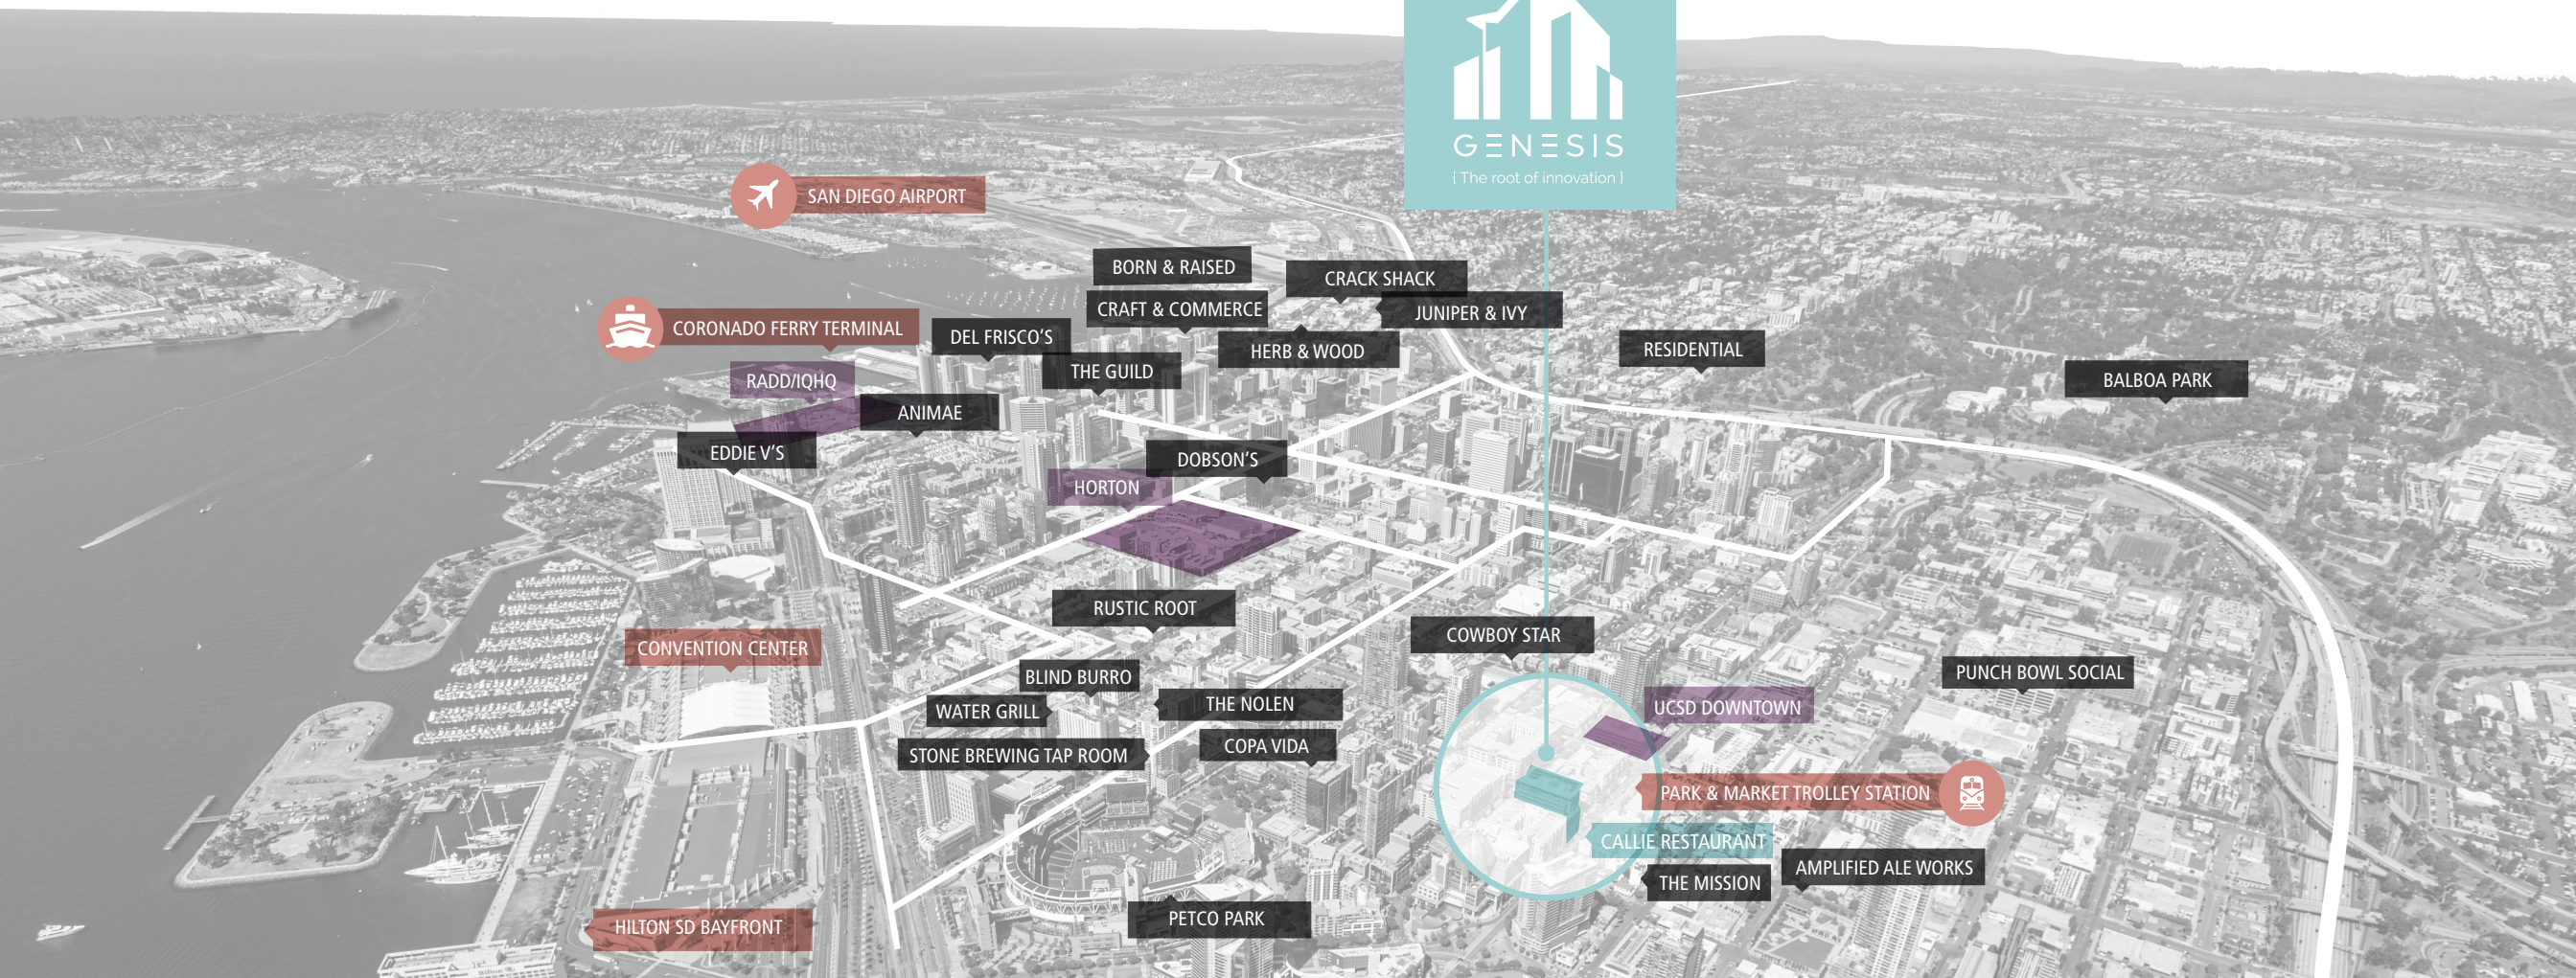 GENESIS
[ The root of innovation ]
SAN DIEGO AIRPORT
BORN & RAISED
CRACK SHACK
CRAFT & COMMERCE
JUNIPER & IVY
CORONADO FERRY TERMINAL
DEL FRISCO'S
HERB & WOOD
RESIDENTIAL
THE GUILD
RADD/IQHQ
BALBOA PARK
ANIMAE
EDDIE V'S
DOBSON'S
HORTON
RUSTIC ROOT
COWBOY STAR
CONVENTION CENTER
BLIND BURRO
PUNCH BOWL SOCIAL
THE NOLEN
UCSD DOWNTOWN
WATER GRILL
COPA VIDA
STONE BREWING TAP ROOM
PARK & MARKET TROLLEY STATION
CALLIE RESTAURANT
AMPLIFIED ALE WORKS
THE MISSION
PETCO PARK
HILTON SD BAYFRONT
Hilton